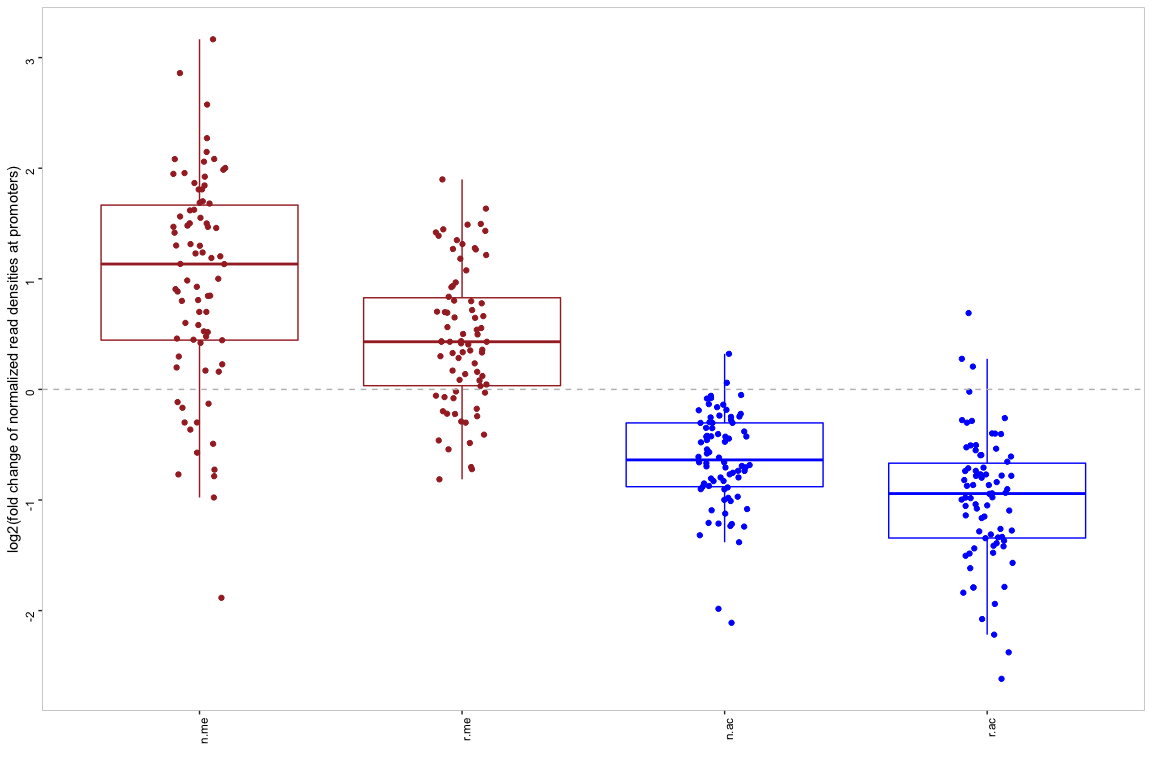 log2(fold change of normalized read densities at promoters)
3
2
1
0
-1
-2
n.me
r.me
n.ac
r.ac